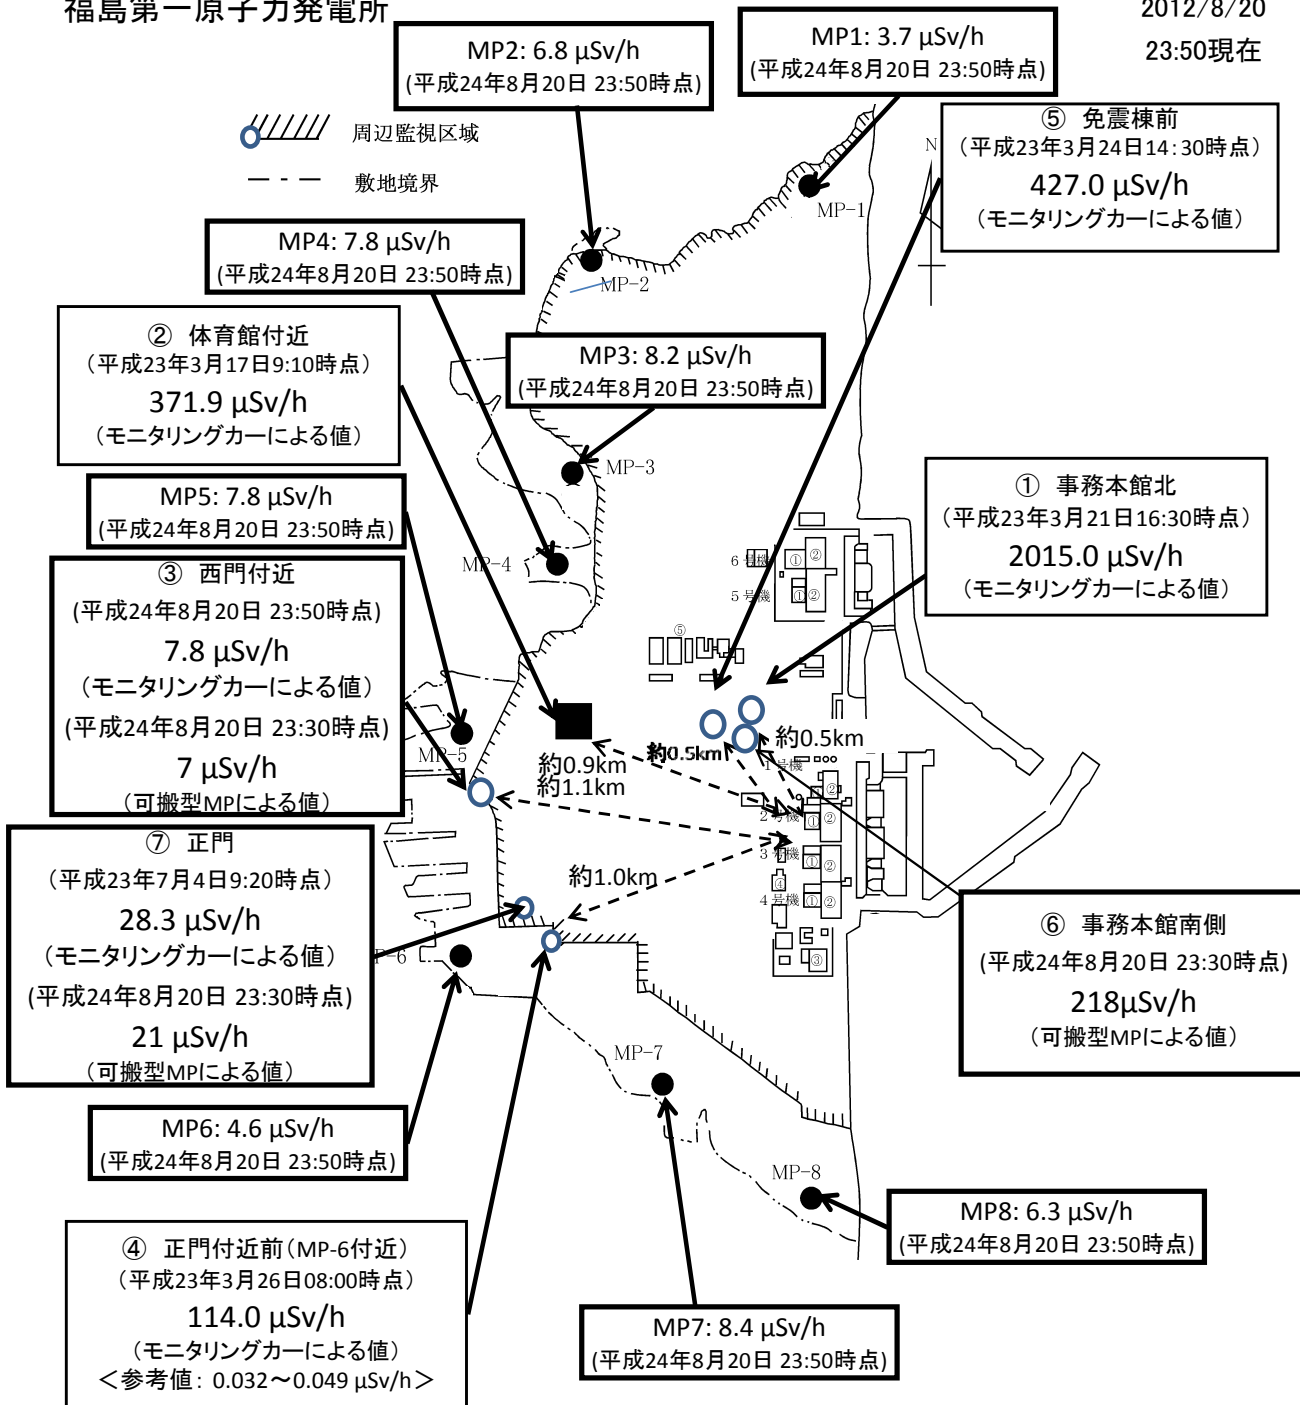 福島第一原子力発電所
2012/8/20
23:50現在
MP2: 6.8 μSv/h
(平成24年8月20日 23:50時点)
MP1: 3.7 μSv/h
(平成24年8月20日 23:50時点)
周辺監視区域
敷地境界
⑤ 免震棟前
(平成23年3月24日14:30時点)
427.0 μSv/h
(モニタリングカーによる値)
N
MP-1
MP4: 7.8 μSv/h
(平成24年8月20日 23:50時点)
MP-2
② 体育館付近
(平成23年3月17日9:10時点)
371.9 μSv/h
(モニタリングカーによる値)
MP3: 8.2 μSv/h
(平成24年8月20日 23:50時点)
MP-3
MP5: 7.8 μSv/h
(平成24年8月20日 23:50時点)
① 事務本館北
(平成23年3月21日16:30時点)
2015.0 μSv/h
(モニタリングカーによる値)
MP-4
6号機
① ②
5号機
① ②
③ 西門付近
(平成24年8月20日 23:50時点)
7.8 μSv/h
(モニタリングカーによる値)
(平成24年8月20日 23:30時点)
7 μSv/h
(可搬型MPによる値)
⑤
MP-5
約0.9km
約1.1km
約0.5km
約0.5km
1号機
②
2号機
① ②
3号機
① ②
④
4号機
① ②
③
約1.0km
⑦ 正門
(平成23年7月4日9:20時点)
28.3 μSv/h
(モニタリングカーによる値)
(平成24年8月20日 23:30時点)
21 μSv/h
(可搬型MPによる値)
P-6
⑥ 事務本館南側
(平成24年8月20日 23:30時点)
218μSv/h
(可搬型MPによる値)
MP-7
MP6: 4.6 μSv/h
(平成24年8月20日 23:50時点)
MP-8
MP8: 6.3 μSv/h
(平成24年8月20日 23:50時点)
④ 正門付近前(MP-6付近)
(平成23年3月26日08:00時点)
114.0 μSv/h
(モニタリングカーによる値)
<参考値: 0.032～0.049 μSv/h>
MP7: 8.4 μSv/h
(平成24年8月20日 23:50時点)